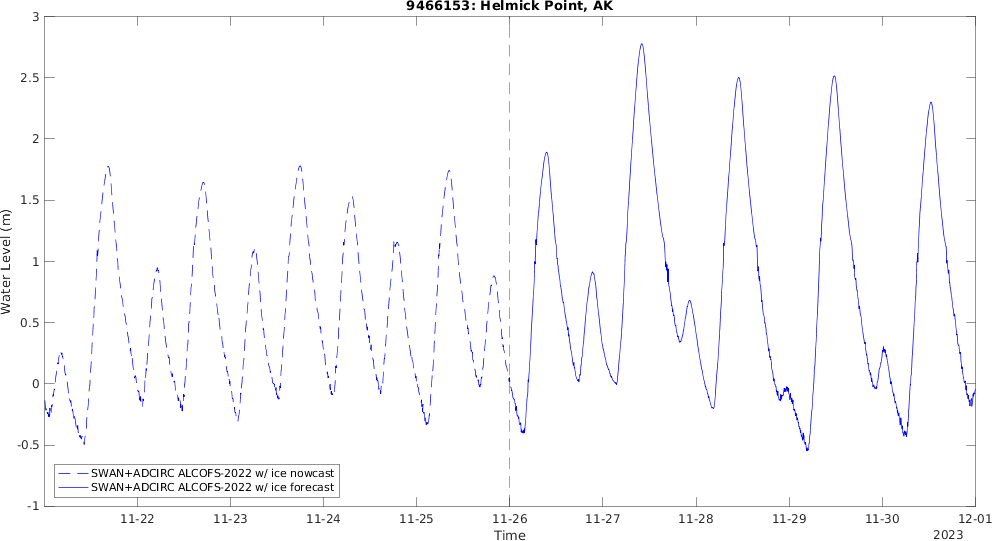 9466153: Helmick Point, AK
Water Level (m)
3
2.5
2
1.5
1
0.5
0
-0.5
-1
SWAN+ADCIRC ALCOFS-2022 w/ ice nowcast
SWAN+ADCIRC ALCOFS-2022 w/ ice forecast
11-22 11-23 11-24 11-25 11-26 11-27 11-28 11-29 11-30 12-01
Time
2023